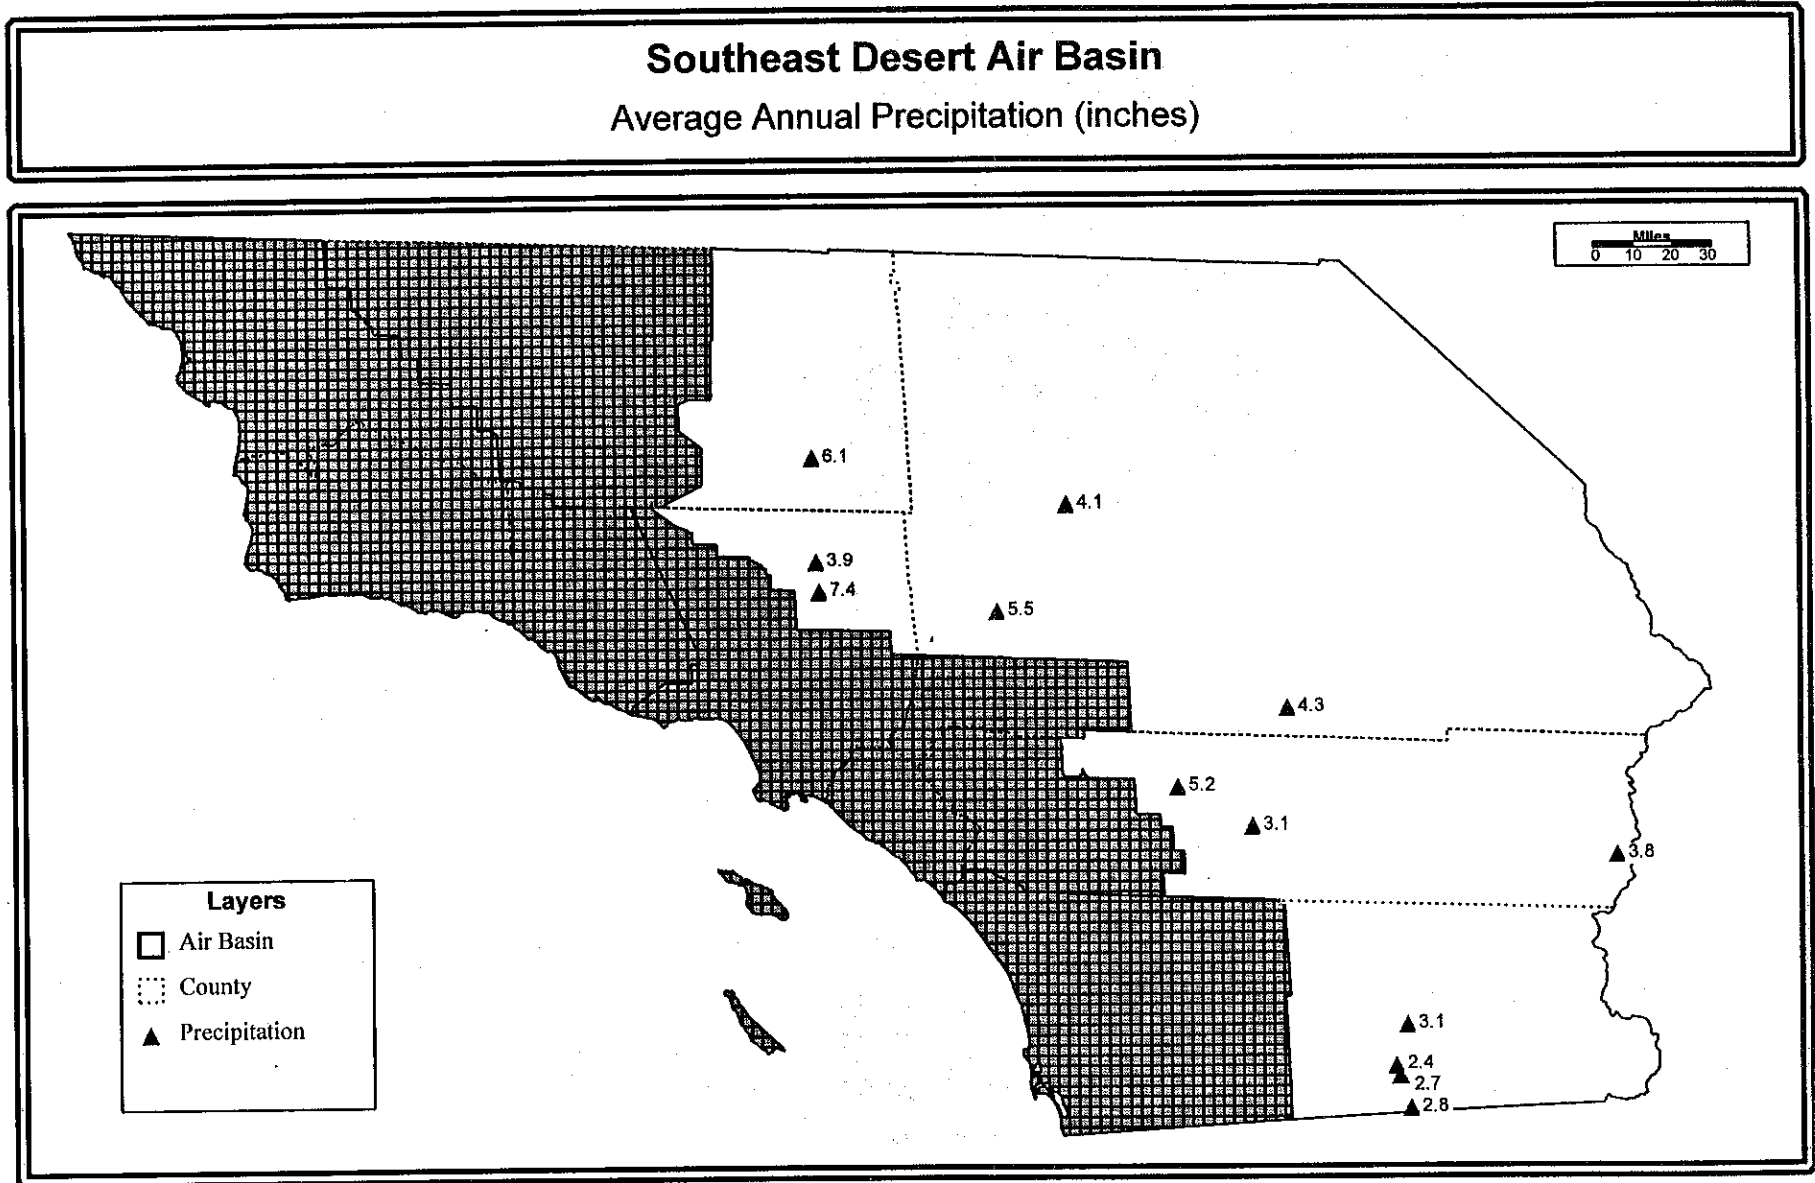 Southeast Desert Air Basin
Average Annual Precipitation (inches)
Miles
0 10 20 30
6.1
4.1
3.9
7.4
5.5
4.3
5.2
3.1
3.8
3.1
2.4
2.7
2.8
Layers
Air Basin
County
Precipitation